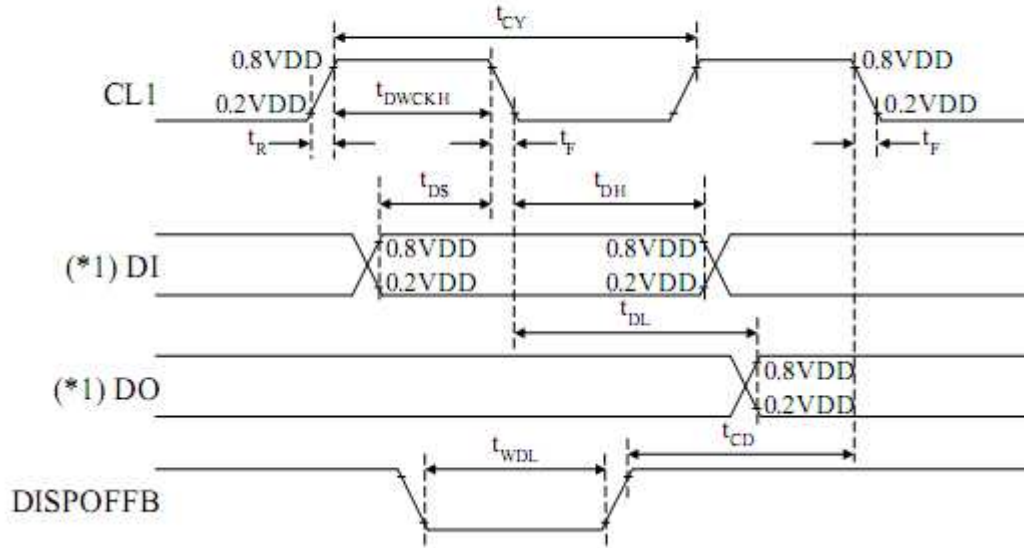 tCY
0.8VDD 0.8VDD
CL1 tDWCKH
0.2VDD 0.2VDD
tR tF tF
tDS tDH
0.8VDD 0.8VDD
(*1) DI
0.2VDD 0.2VDD
tDL
0.8VDD
(*1) DO
0.2VDD
tCD
tWDL
DISPOFFB